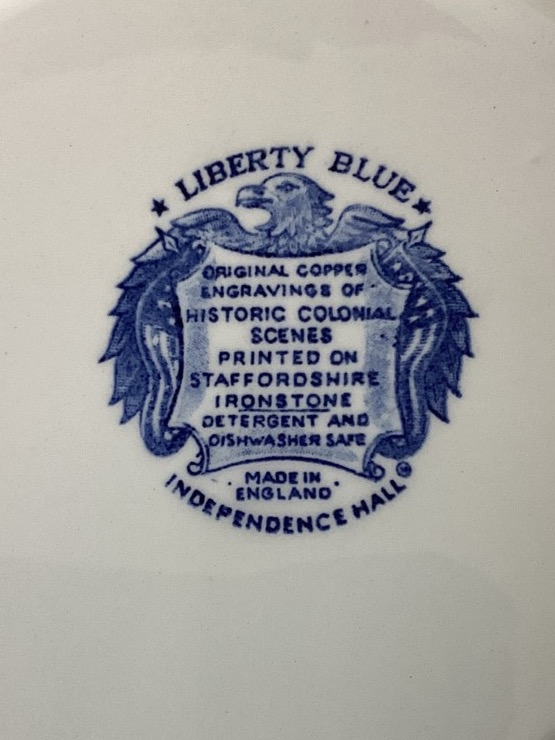 ★ LIBERTY BLUE ★
ORIGINAL COPPER
ENGRAVINGS OF
HISTORIC COLONIAL
SCENES
PRINTED ON
STAFFORDSHIRE
IRONSTONE
DETERGENT AND
DISHWASHER SAFE
· MADE IN ·
ENGLAND
INDEPENDENCE HALL ©